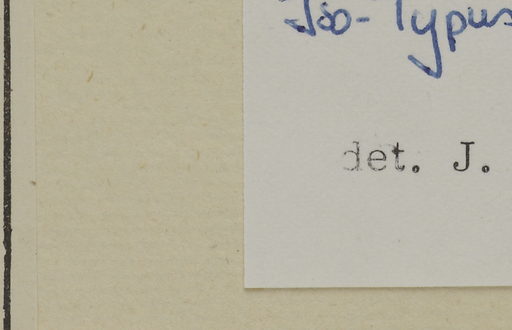 Iso-Typus
det. J.